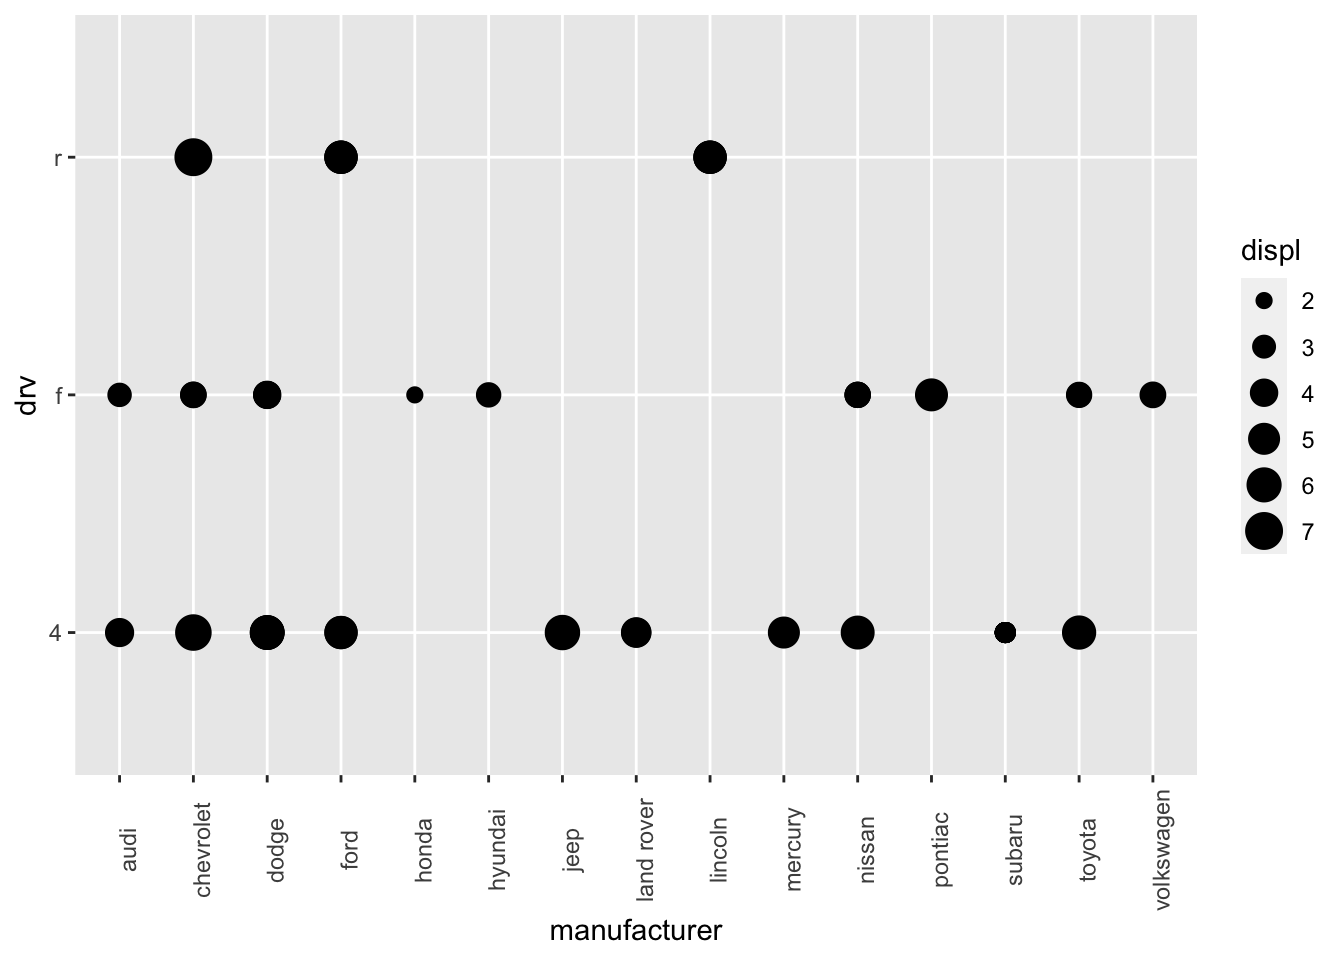 r
f
4
drv
audi
chevrolet
dodge
ford
honda
hyundai
jeep
land rover
lincoln
mercury
nissan
pontiac
subaru
toyota
volkswagen
manufacturer
displ
2
3
4
5
6
7